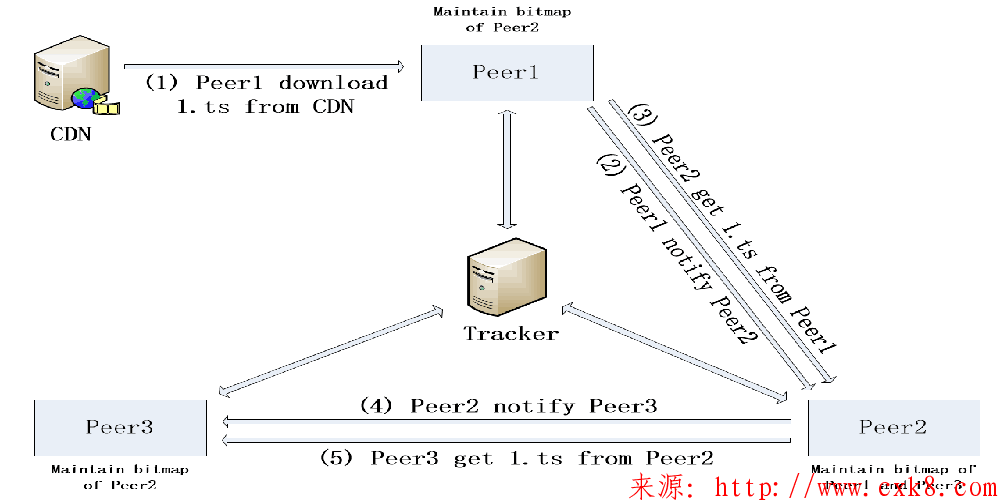 Maintain bitmap
of Peer2
Peer1
(1) Peer1 download
1.ts from CDN
CDN
(3) Peer2 get 1.ts from Peer1
(2) Peer1 notify Peer2
Tracker
(4) Peer2 notify Peer3
Peer3
Peer2
(5) Peer3 get 1.ts from Peer2
Maintain bitmap
of Peer2
Maintain bitmap of
Peer1 and Peer3
来源: http://www.cxk8.com